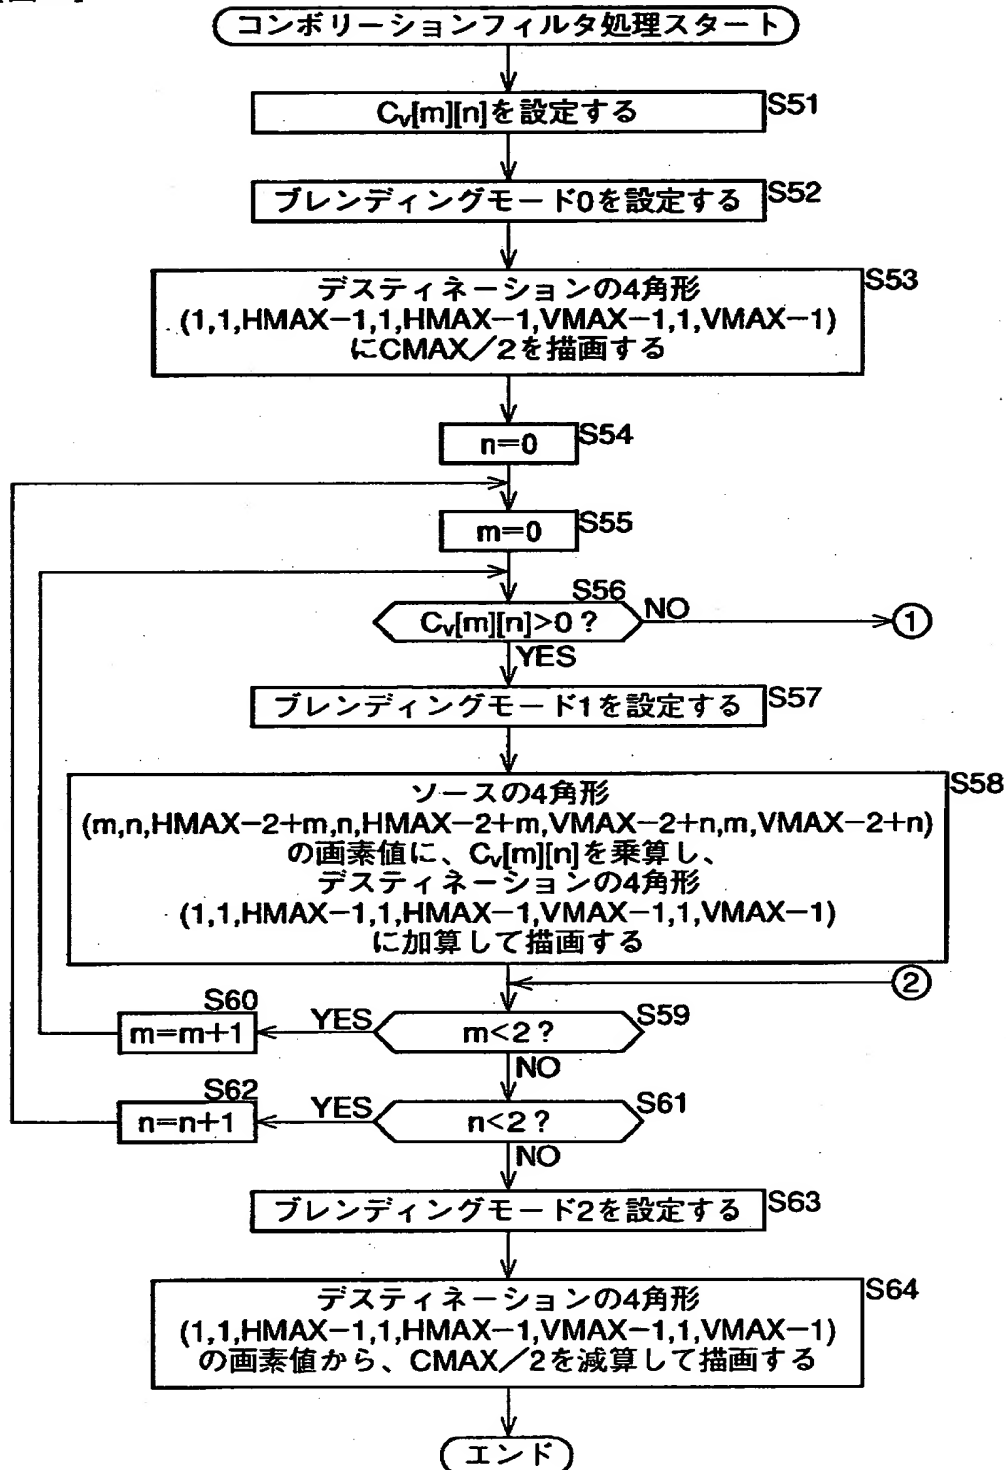 コンボリーションフィルタ処理スタート
Cv[m][n]を設定する
S51
ブレンディングモード0を設定する
S52
デスティネーションの4角形
(1,1,HMAX−1,1,HMAX−1,VMAX−1,1,VMAX−1)
にCMAX／2を描画する
S53
n=0
S54
m=0
S55
S56
Cv[m][n]>0？
NO
①
YES
ブレンディングモード1を設定する
S57
S58
ソースの4角形
(m,n,HMAX−2+m,n,HMAX−2+m,VMAX−2+n,m,VMAX−2+n)
の画素値に、Cv[m][n]を乗算し、
デスティネーションの4角形
(1,1,HMAX−1,1,HMAX−1,VMAX−1,1,VMAX−1)
に加算して描画する
②
S60
m=m+1
YES
m<2？
S59
NO
S62
n=n+1
YES
n<2？
S61
NO
ブレンディングモード2を設定する
S63
デスティネーションの4角形
(1,1,HMAX−1,1,HMAX−1,VMAX−1,1,VMAX−1)
の画素値から、CMAX／2を減算して描画する
S64
エンド